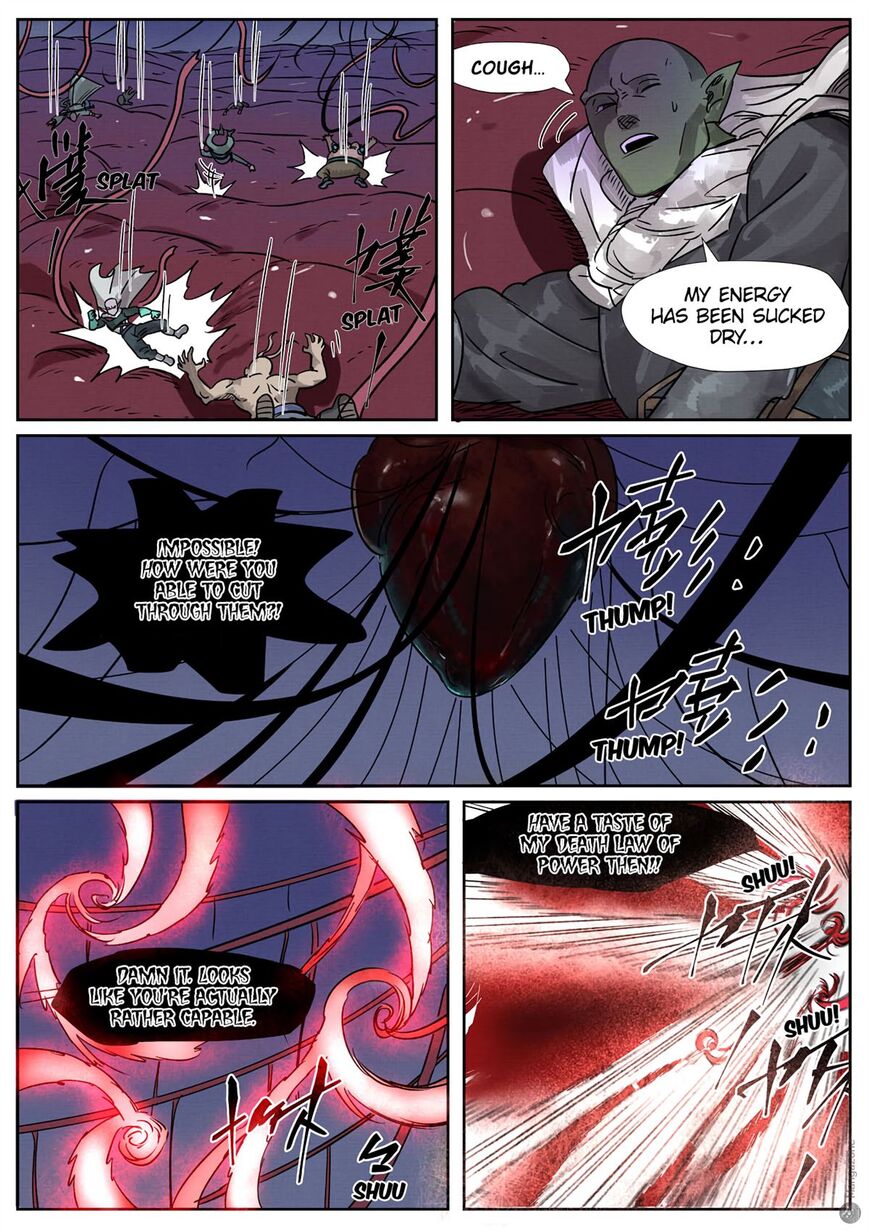 SPLAT
SPLAT
COUGH...
MY ENERGY
HAS BEEN SUCKED
DRY...
IMPOSSIBLE!
HOW WERE YOU
ABLE TO CUT
THROUGH THEM?!
THUMP!
THUMP!
DAMN IT. LOOKS
LIKE YOU'RE ACTUALLY
RATHER CAPABLE.
SHUU
HAVE A TASTE OF
MY DEATH LAW OF
POWER THEN!!
SHUU!
SHUU!